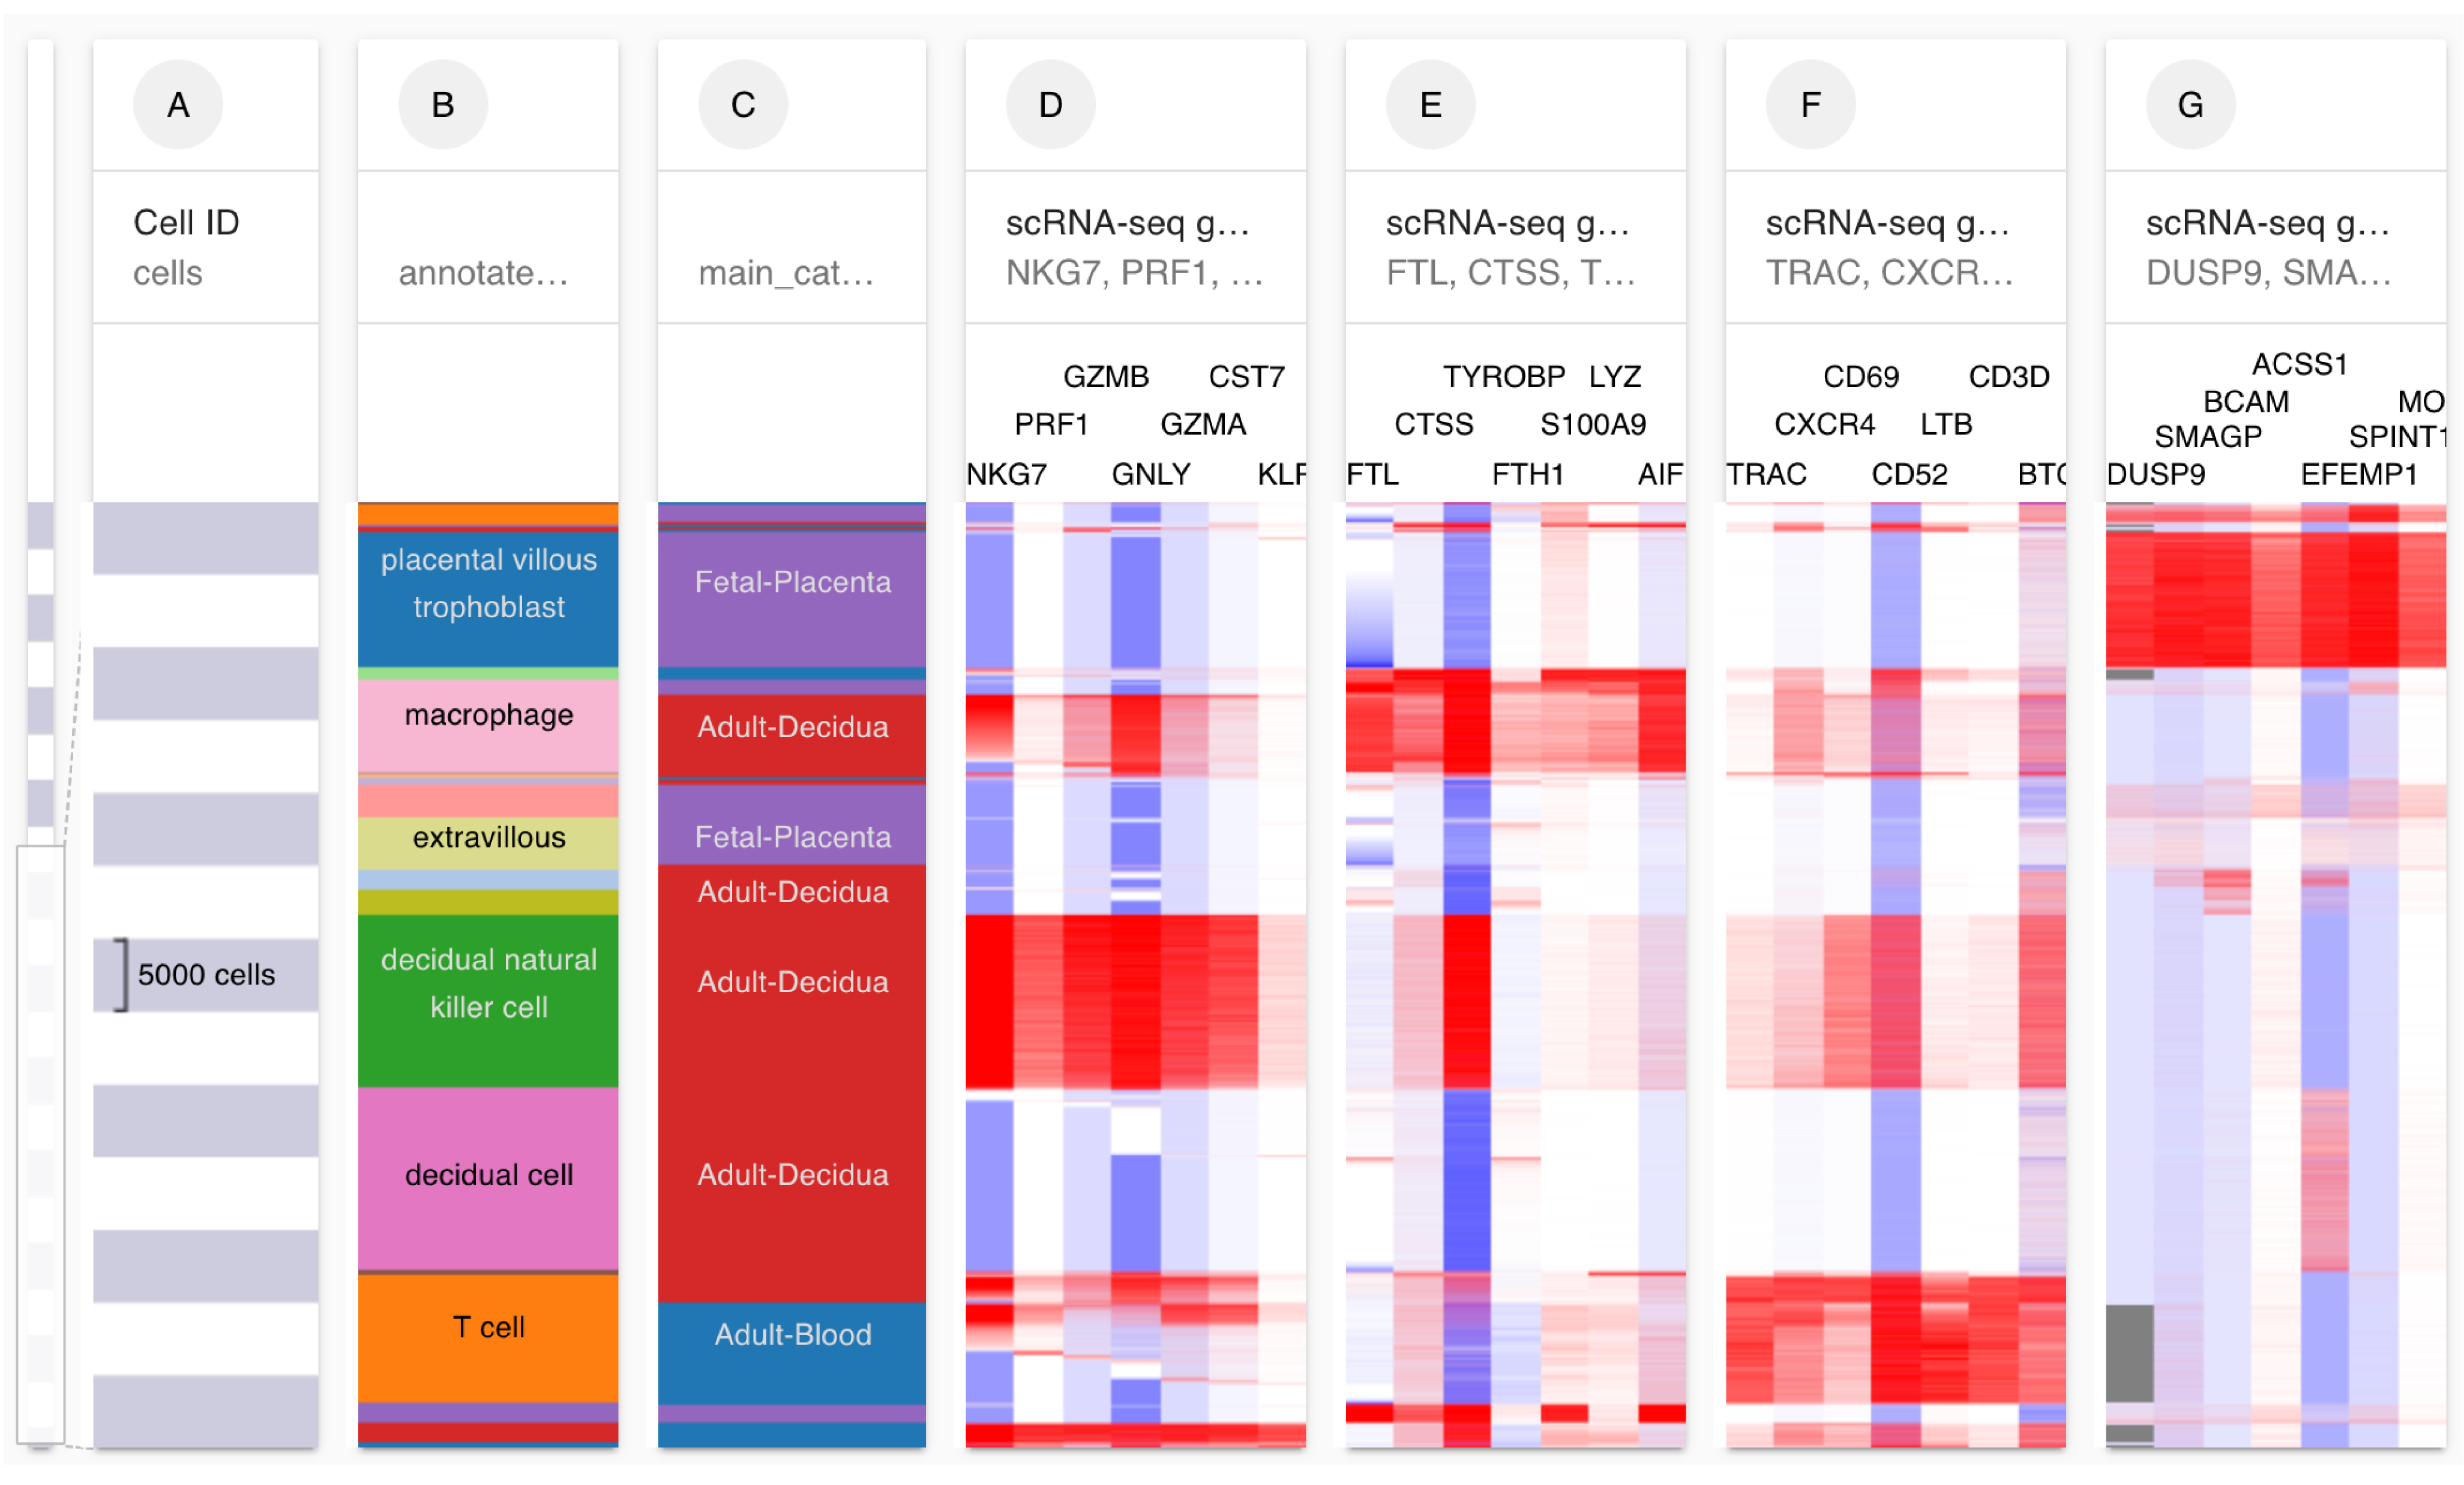 A
B
C
D
E
F
G
Cell ID
cells
annotate…
main_cat…
scRNA-seq g…
NKG7, PRF1, …
scRNA-seq g…
FTL, CTSS, T…
scRNA-seq g…
TRAC, CXCR…
scRNA-seq g…
DUSP9, SMA…
GZMB CST7
PRF1 GZMA
NKG7 GNLY
TYROBP LYZ
CTSS S100A9
FTL FTH1 AIF
CD69 CD3D
CXCR4 LTB
TRAC CD52
ACSS1
BCAM MO
SMAGP SPINT1
DUSP9 EFEMP1
5000 cells
placental villous
trophoblast
macrophage
extravillous
decidual natural
killer cell
decidual cell
T cell
Fetal-Placenta
Adult-Decidua
Fetal-Placenta
Adult-Decidua
Adult-Decidua
Adult-Decidua
Adult-Blood